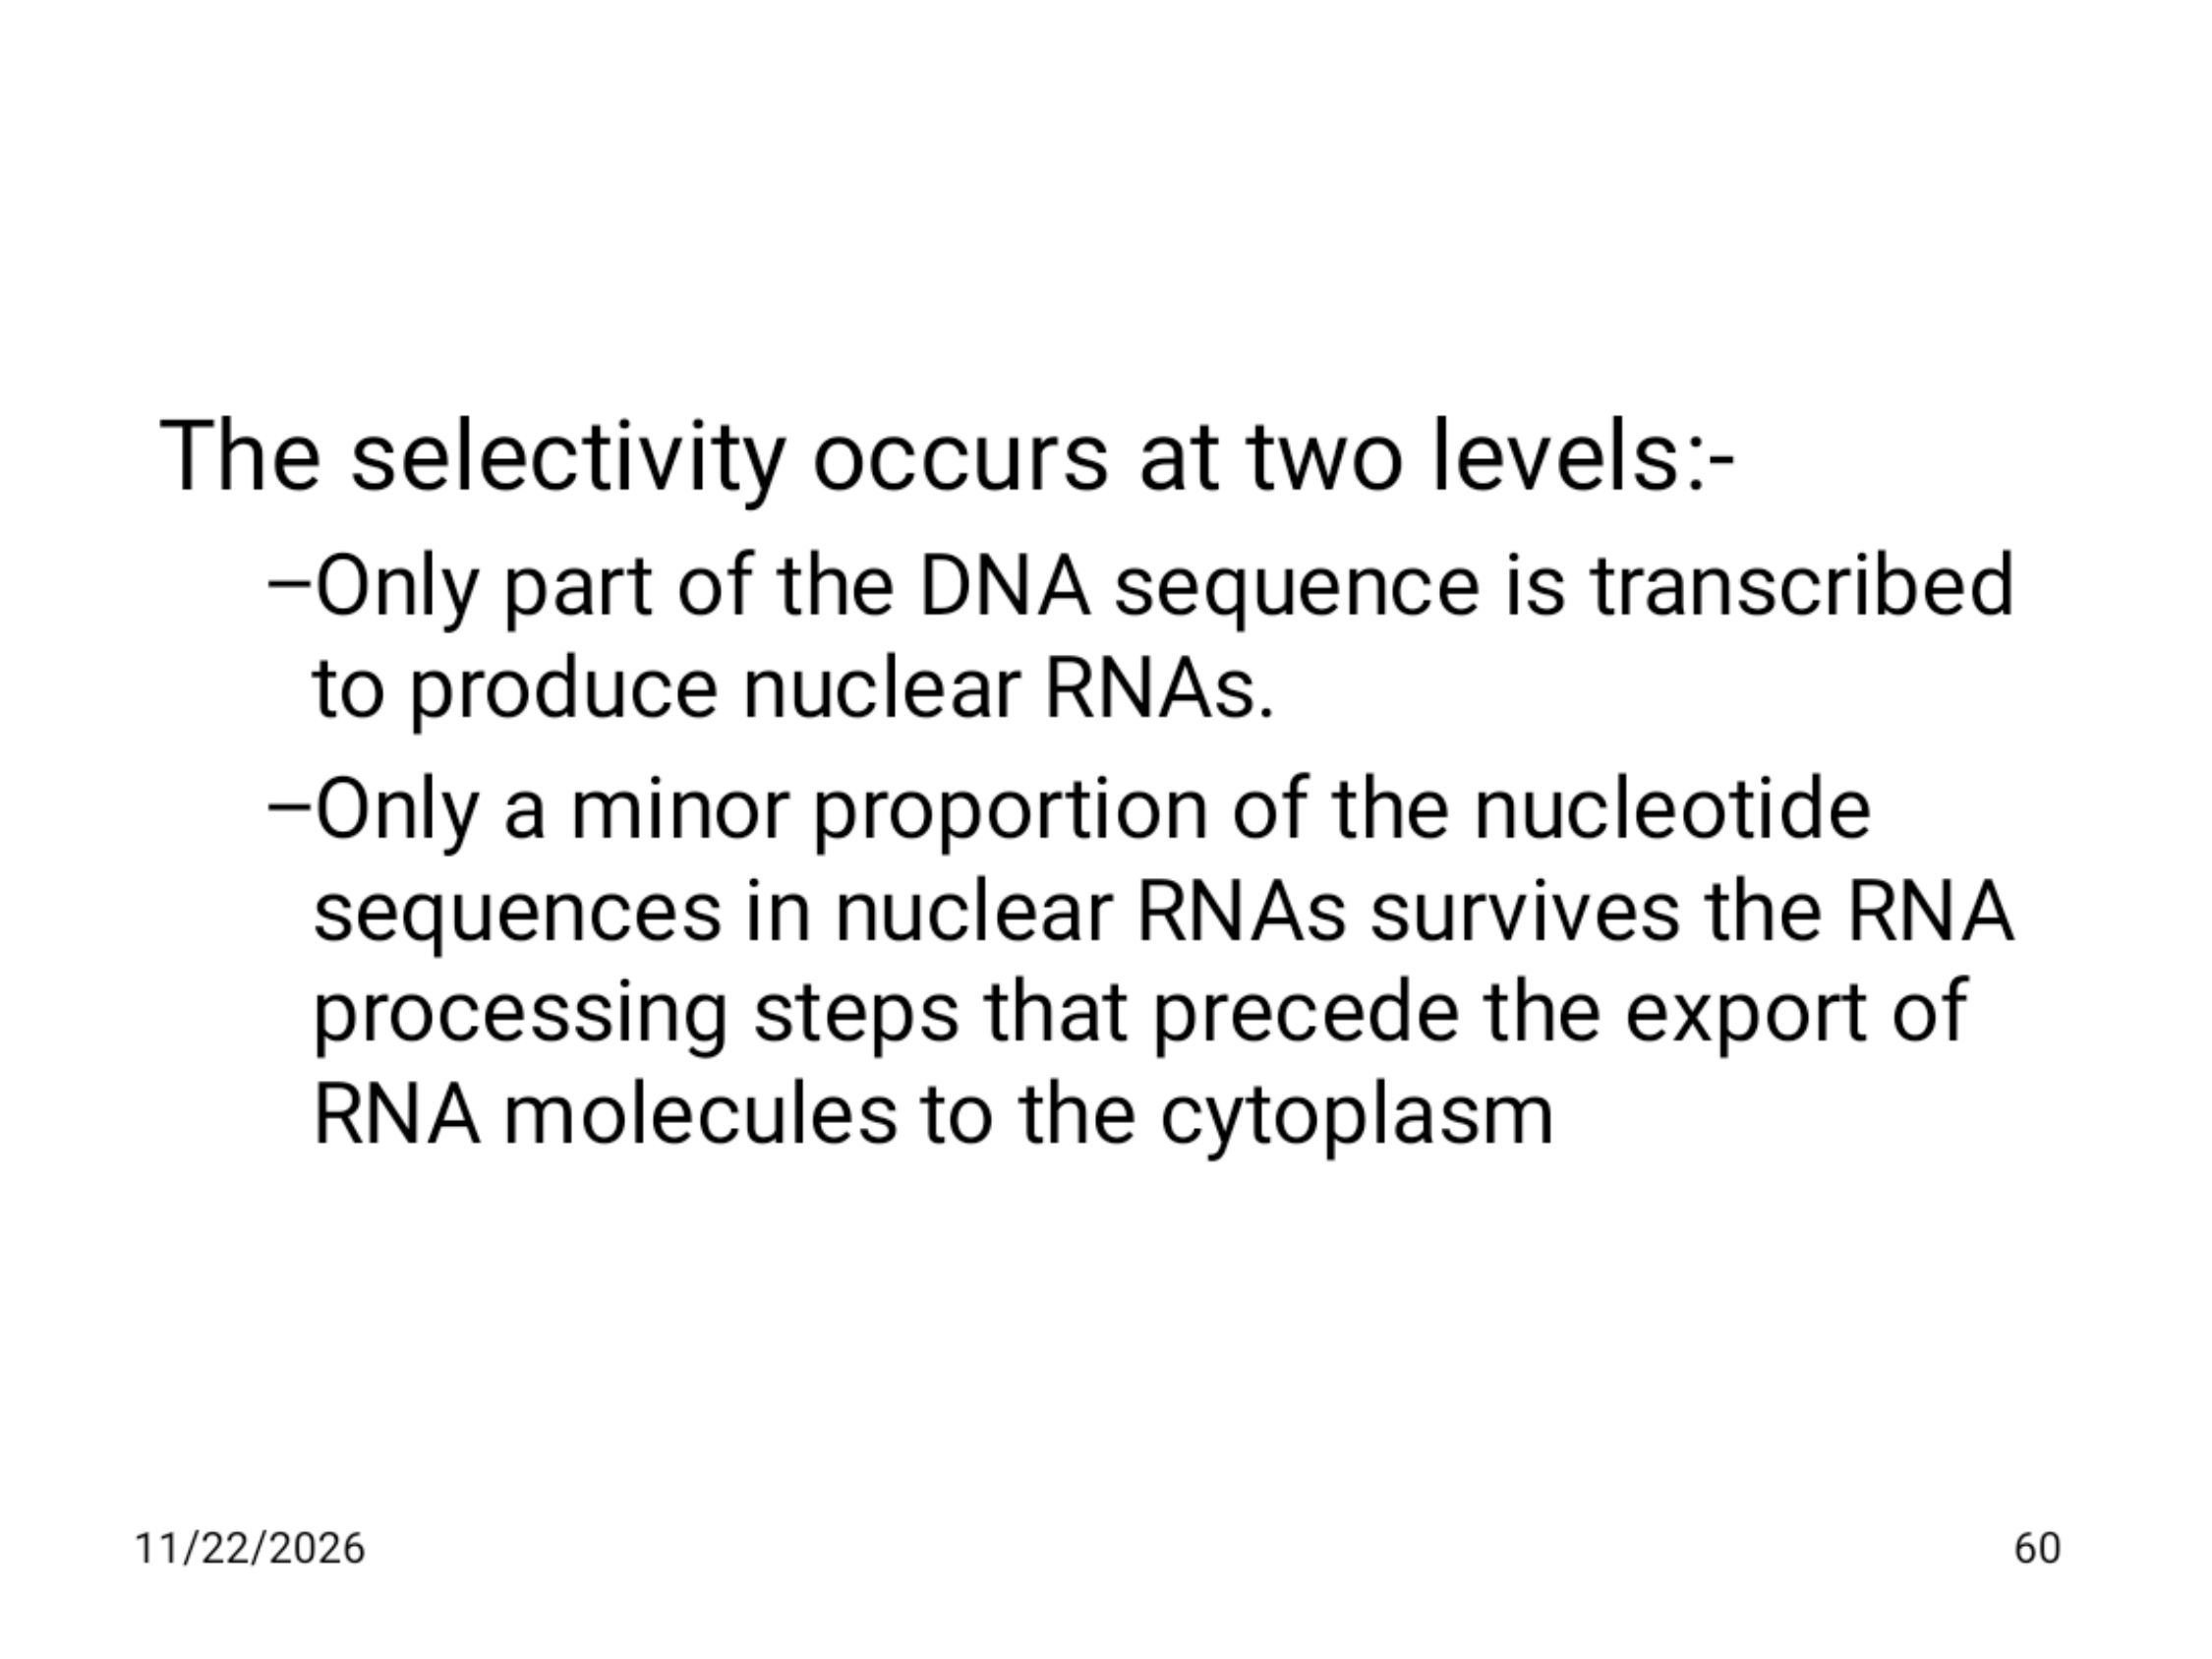 The selectivity occurs at two levels:-
–Only part of the DNA sequence is transcribed
to produce nuclear RNAs.
–Only a minor proportion of the nucleotide
sequences in nuclear RNAs survives the RNA
processing steps that precede the export of
RNA molecules to the cytoplasm
11/22/2026
60